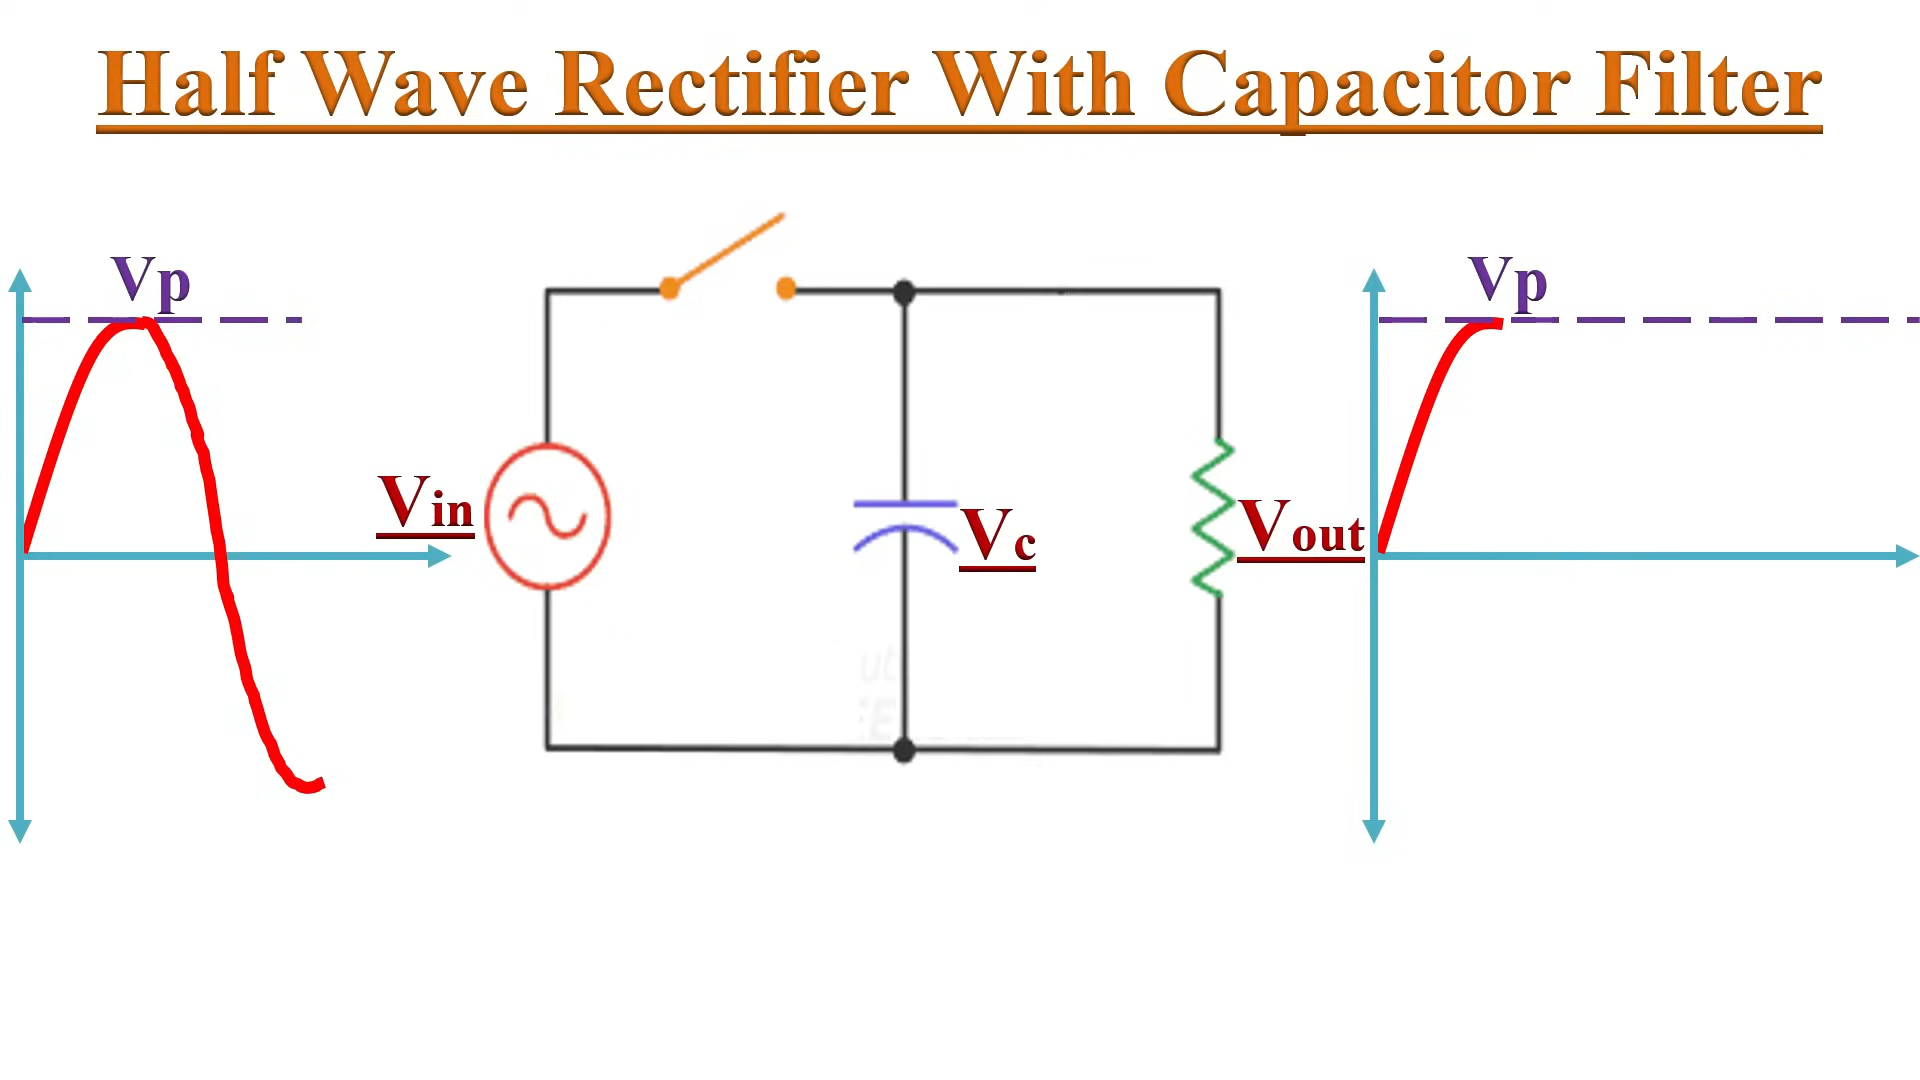 Half Wave Rectifier With Capacitor Filter
Vp
Vp
Vin
Vc
Vout